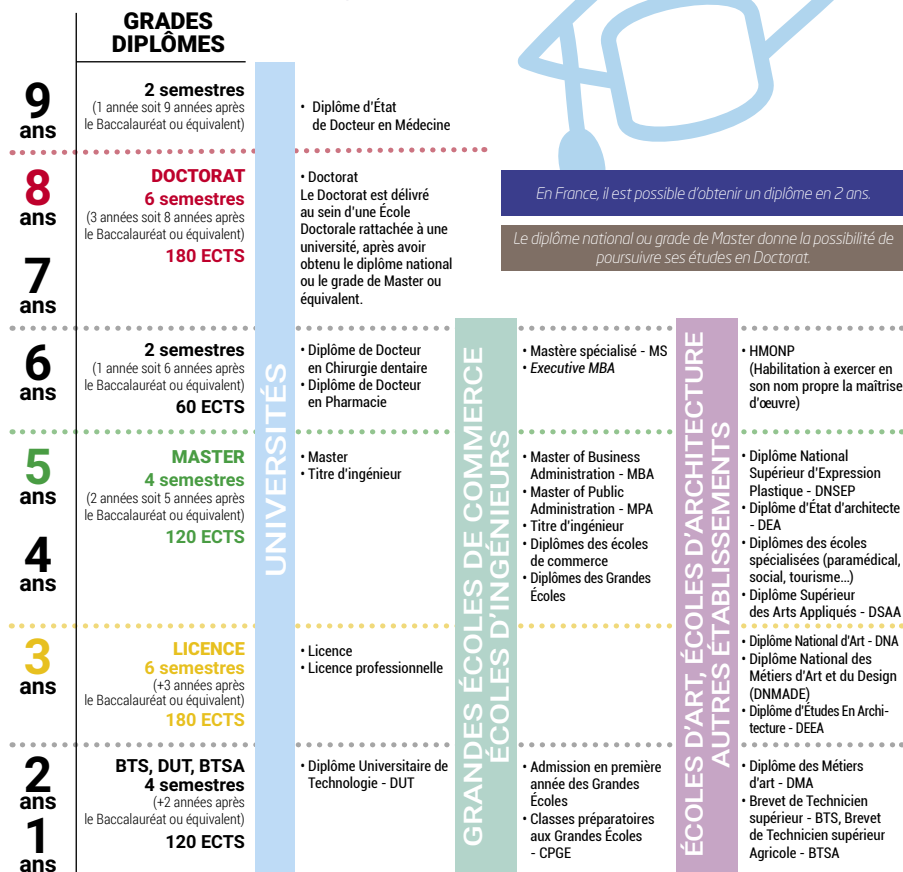 GRADES
DIPLÔMES
9
ans
2 semestres
(1 année soit 9 années après
le Baccalauréat ou équivalent)
• Diplôme d'État
de Docteur en Médecine
8
ans
7
ans
DOCTORAT
6 semestres
(3 années soit 8 années après
le Baccalauréat ou équivalent)
180 ECTS
• Doctorat
Le Doctorat est délivré
au sein d'une École
Doctorale rattachée à une
université, après avoir
obtenu le diplôme national
ou le grade de Master ou
équivalent.
En France, il est possible d'obtenir un diplôme en 2 ans.
Le diplôme national ou grade de Master donne la possibilité de
poursuivre ses études en Doctorat.
UNIVERSITÉS
GRANDES ÉCOLES DE COMMERCE
ÉCOLES D'INGÉNIEURS
ÉCOLES D'ART, ÉCOLES D'ARCHITECTURE
AUTRES ÉTABLISSEMENTS
6
ans
2 semestres
(1 année soit 6 années après
le Baccalauréat ou équivalent)
60 ECTS
• Diplôme de Docteur
en Chirurgie dentaire
• Diplôme de Docteur
en Pharmacie
• Mastère spécialisé - MS
• Executive MBA
• HMONP
(Habilitation à exercer en
son nom propre la maîtrise
d'œuvre)
5
ans
4
ans
MASTER
4 semestres
(2 années soit 5 années après
le Baccalauréat ou équivalent)
120 ECTS
• Master
• Titre d'ingénieur
• Master of Business
Administration - MBA
• Master of Public
Administration - MPA
• Titre d'ingénieur
• Diplômes des écoles
de commerce
• Diplômes des Grandes
Écoles
• Diplôme National
Supérieur d'Expression
Plastique - DNSEP
• Diplôme d'État d'architecte
- DEA
• Diplômes des écoles
spécialisées (paramédical,
social, tourisme...)
• Diplôme Supérieur
des Arts Appliqués - DSAA
3
ans
LICENCE
6 semestres
(+3 années après
le Baccalauréat ou équivalent)
180 ECTS
• Licence
• Licence professionnelle
• Diplôme National d'Art - DNA
• Diplôme National des
Métiers d'Art et du Design
(DNMADE)
• Diplôme d'Études En Archi-
tecture - DEEA
2
ans
1
ans
BTS, DUT, BTSA
4 semestres
(+2 années après
le Baccalauréat ou équivalent)
120 ECTS
• Diplôme Universitaire de
Technologie - DUT
• Admission en première
année des Grandes
Écoles
• Classes préparatoires
aux Grandes Écoles
- CPGE
• Diplôme des Métiers
d'art - DMA
• Brevet de Technicien
supérieur - BTS, Brevet
de Technicien supérieur
Agricole - BTSA